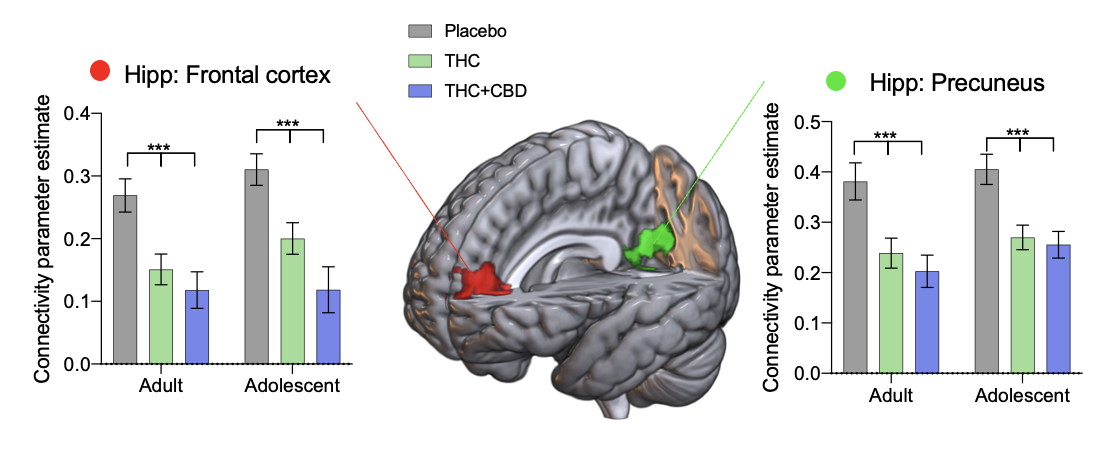 Placebo
THC
THC+CBD
Hipp: Frontal cortex
Connectivity parameter estimate
0.4
0.3
0.2
0.1
0.0
***
***
Adult
Adolescent
Hipp: Precuneus
Connectivity parameter estimate
0.5
0.4
0.3
0.2
0.1
0.0
***
***
Adult
Adolescent